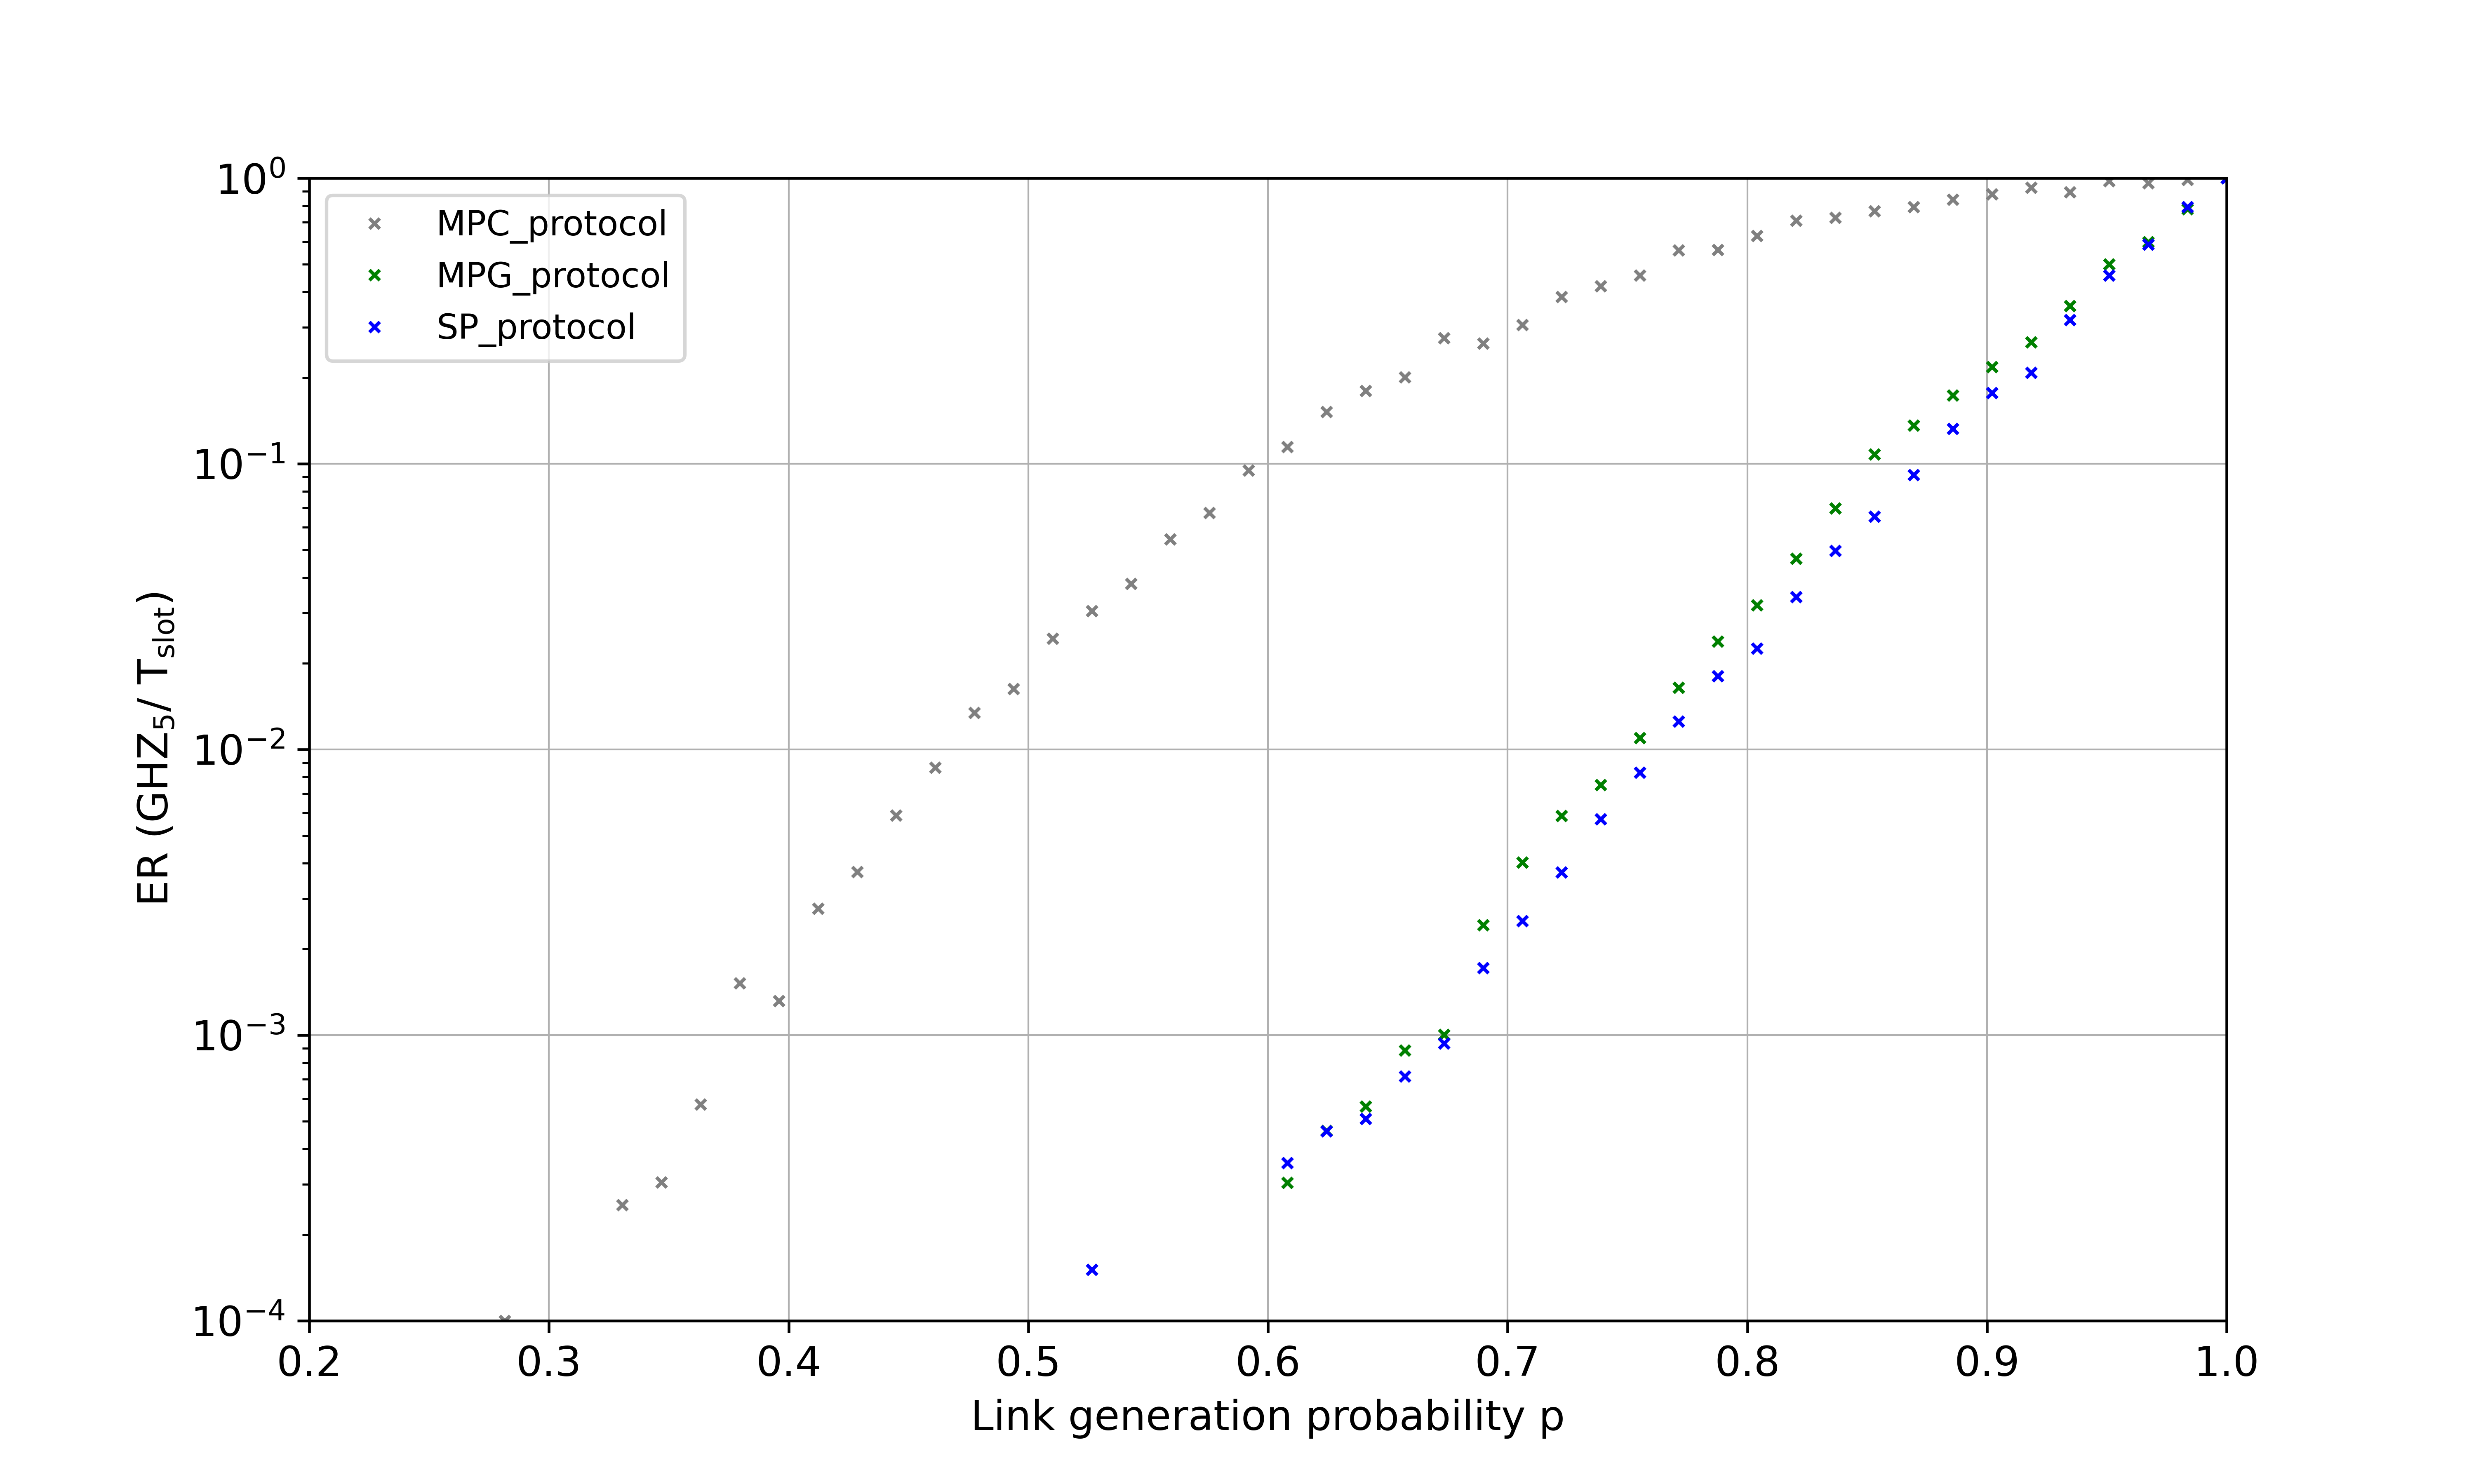 MPC_protocol
MPG_protocol
SP_protocol
10⁰
10⁻¹
10⁻²
10⁻³
10⁻⁴
ER (GHZ₅/ Tₛₗₒₜ)
0.2 0.3 0.4 0.5 0.6 0.7 0.8 0.9 1.0
Link generation probability p